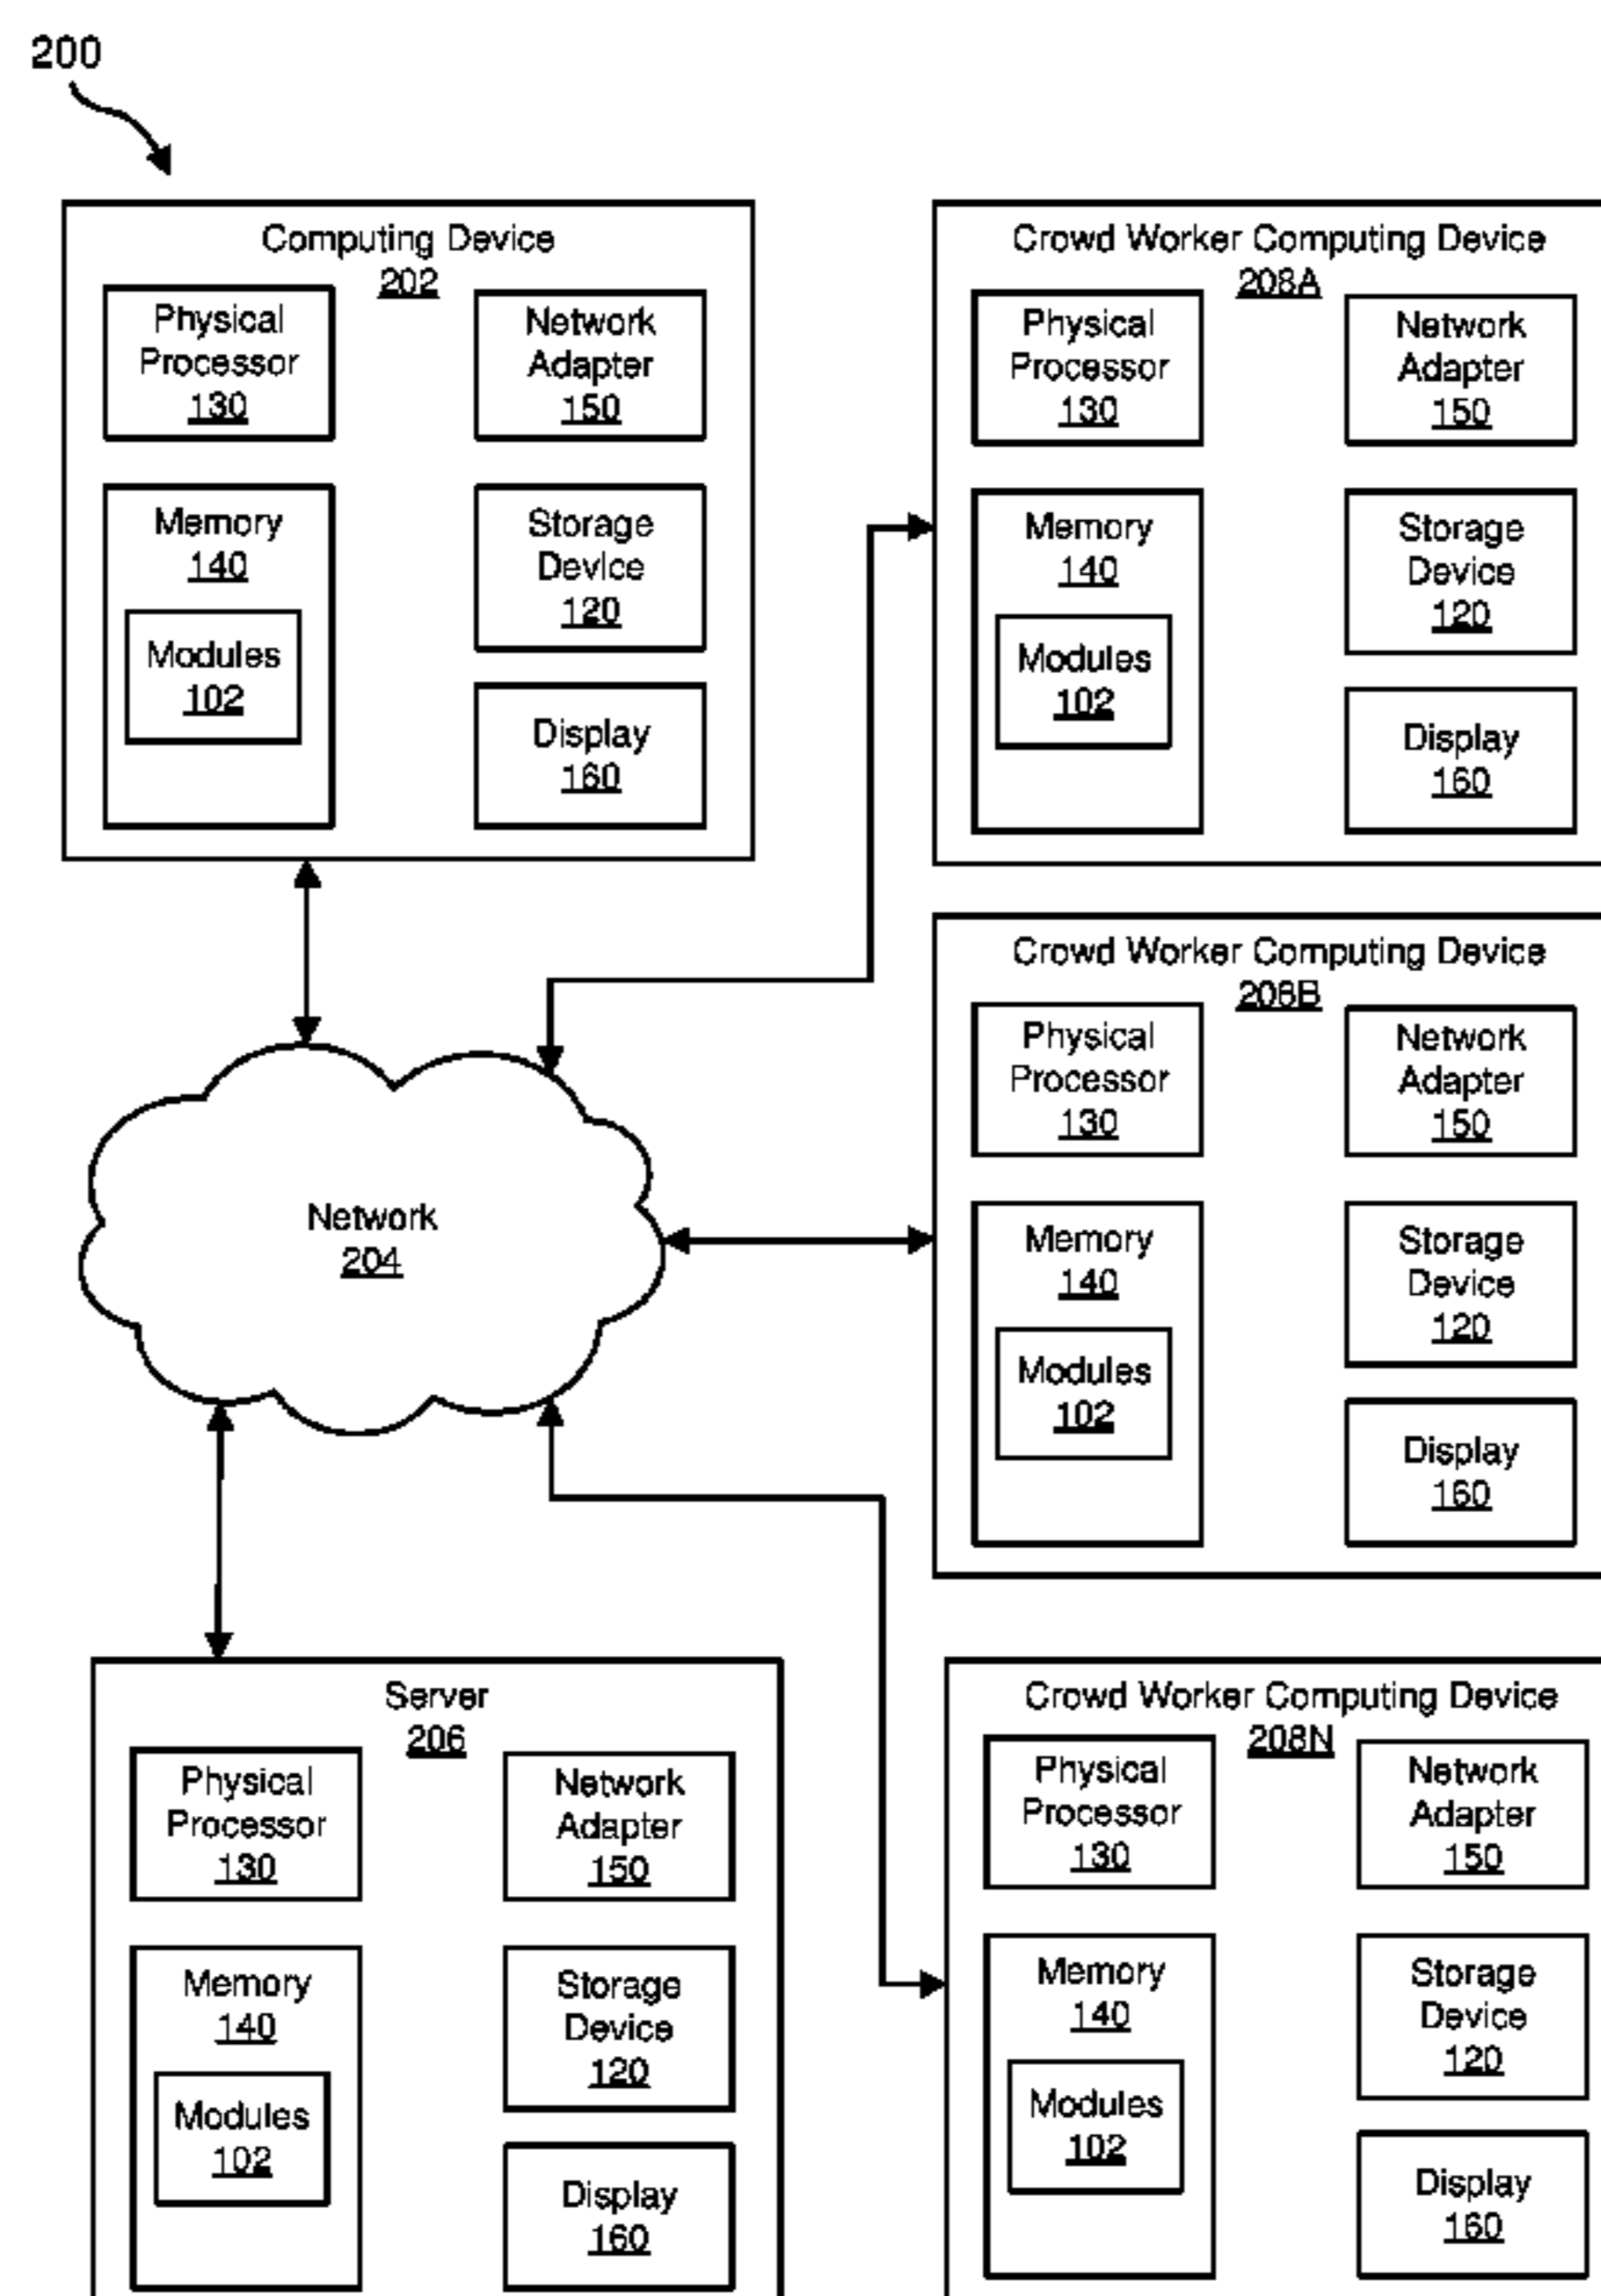 200
Computing Device
202
Physical
Processor
130
Network
Adapter
150
Memory
140
Modules
102
Storage
Device
120
Display
160
Crowd Worker Computing Device
208A
Physical
Processor
130
Network
Adapter
150
Memory
140
Modules
102
Storage
Device
120
Display
160
Network
204
Crowd Worker Computing Device
208B
Physical
Processor
130
Network
Adapter
150
Memory
140
Modules
102
Storage
Device
120
Display
160
Server
206
Physical
Processor
130
Network
Adapter
150
Memory
140
Modules
102
Storage
Device
120
Display
160
Crowd Worker Computing Device
208N
Physical
Processor
130
Network
Adapter
150
Memory
140
Modules
102
Storage
Device
120
Display
160